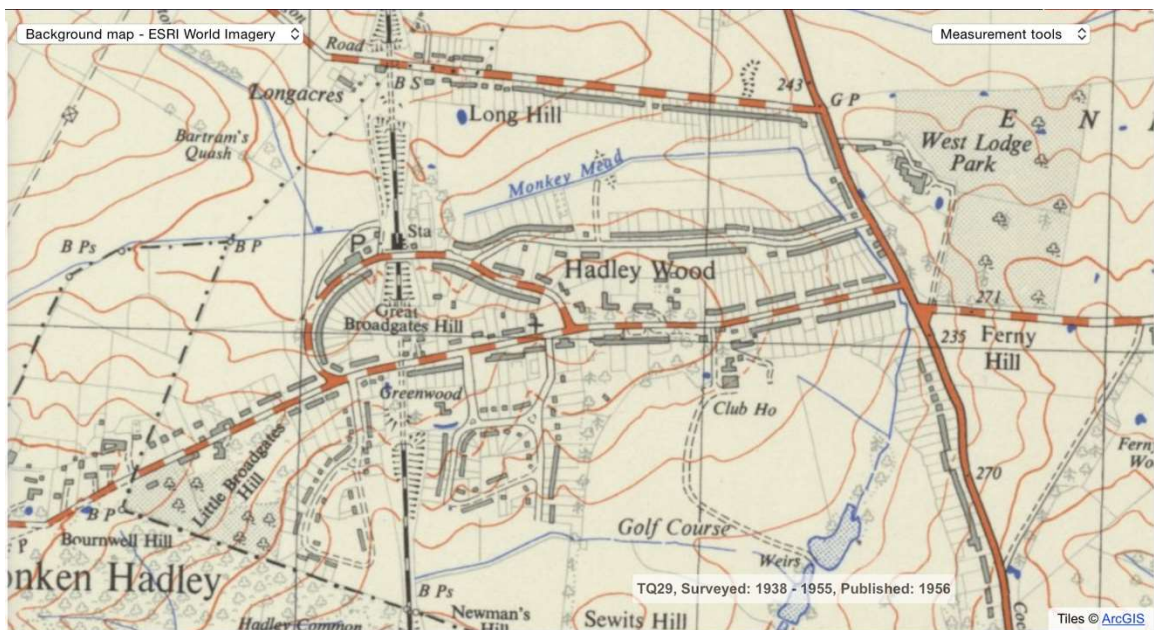 Background map - ESRI World Imagery
Measurement tools
Road
B S
Longacres
Long Hill
243
G P
E N
West Lodge
Park
Bartram's
Quash
Monkey Mead
B Ps
B P
P
Sta
Hadley Wood
271
Great
Broadgates Hill
235
Ferny
Hill
Greenwood
Club Ho
Little Broadgates
Hill
270
B P
Bournwell Hill
Golf Course
Weirs
onken Hadley
B Ps
TQ29, Surveyed: 1938 - 1955, Published: 1956
Newman's
Hadley Common
Sewits Hill
Tiles © ArcGIS